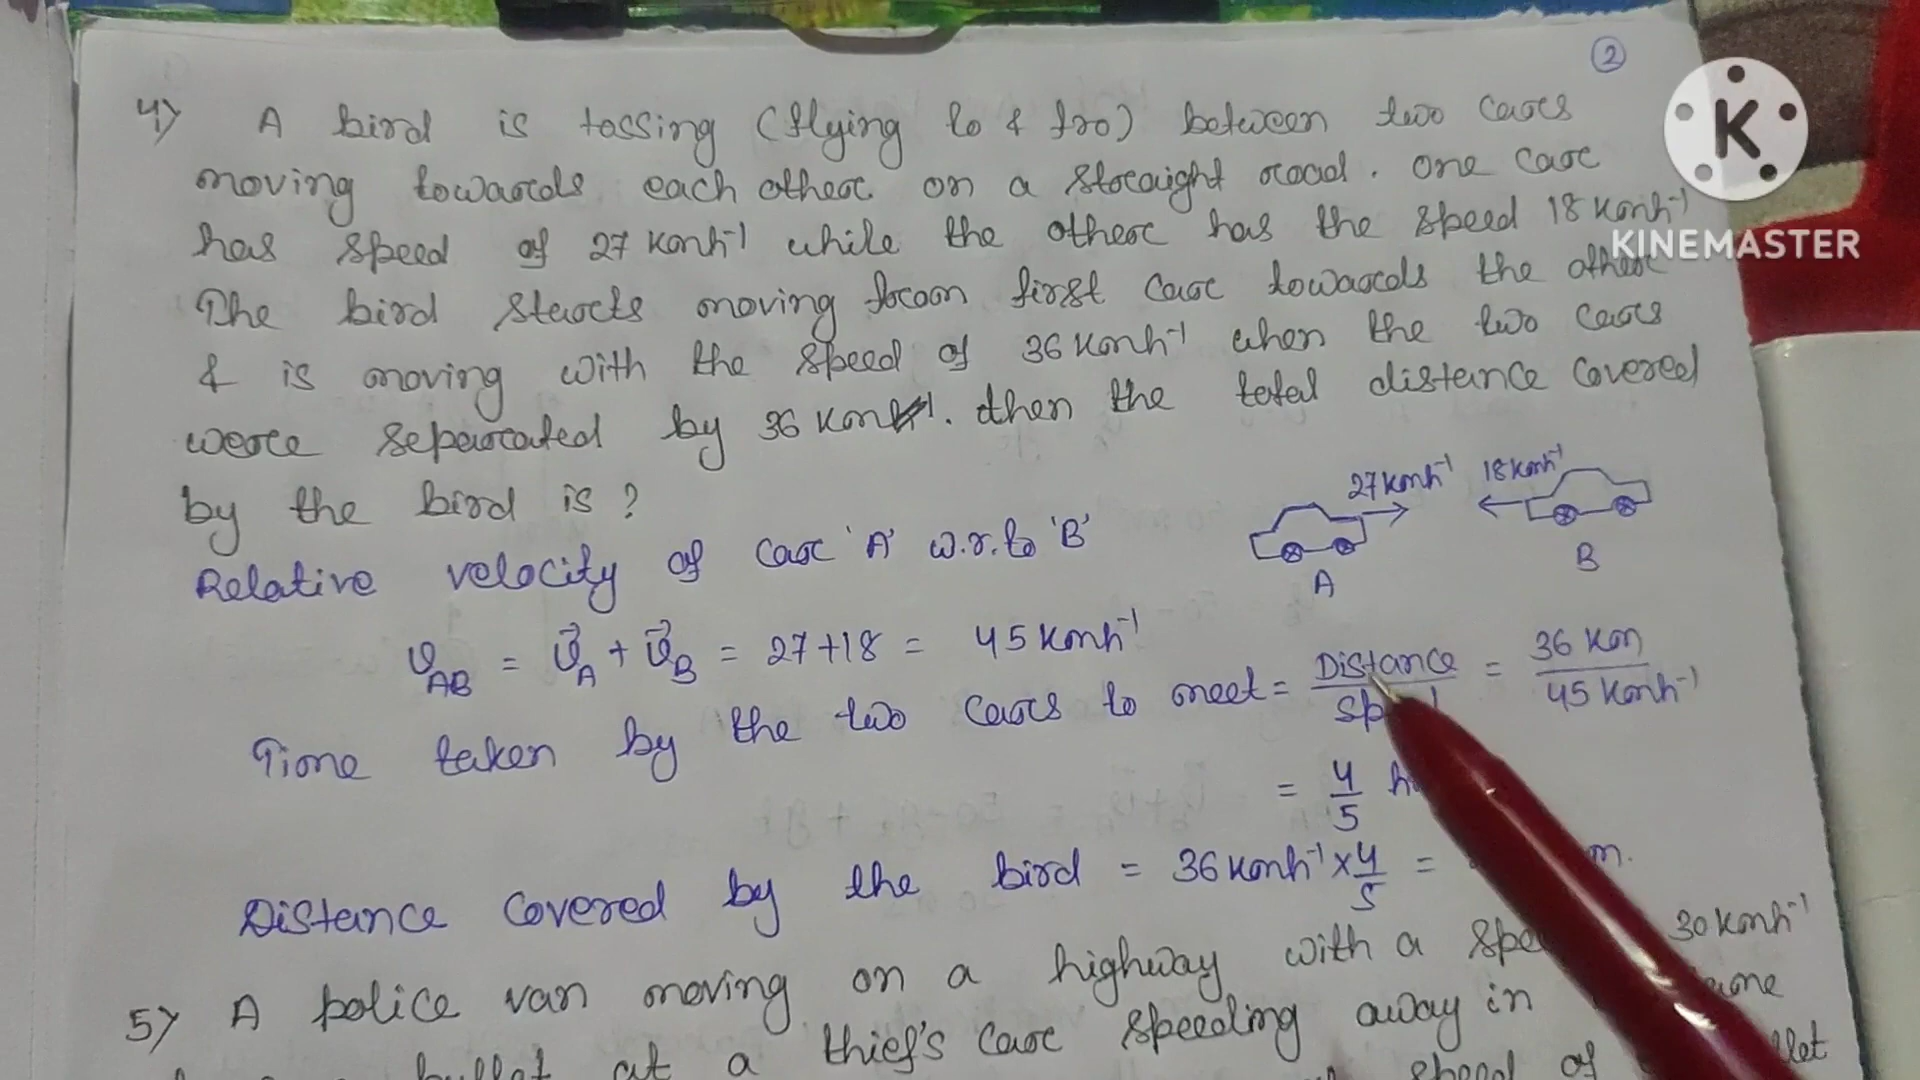 2
4) A bird is tossing (flying to & fro) between two cars
moving towards each other on a straight road. One car
has speed of 27 Kmh⁻¹ while the other has the speed 18 Kmh⁻¹
The bird starts moving from first car towards the other
& is moving with the speed of 36 Kmh⁻¹ when the two cars
were separated by 36 Km. then the total distance covered
by the bird is?
27 Kmh⁻¹ 18 Kmh⁻¹
A B
Relative velocity of car 'A' w.r.to 'B'
V_AB = V⃗_A + V⃗_B = 27+18 = 45 Kmh⁻¹
Time taken by the two cars to meet = Distance / = 36 Km / 45 Kmh⁻¹
= 4/5
Distance covered by the bird = 36 Kmh⁻¹ × 4/5 = m.
5) A police van moving on a highway with a 30 Kmh⁻¹
at a thief's car speeding away in
speed of
K
KINEMASTER